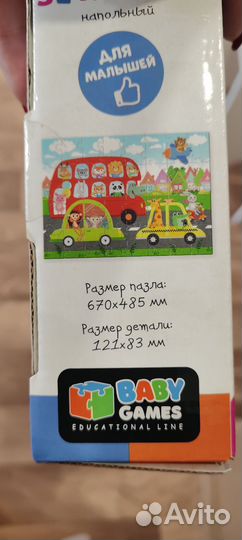 напольный
ДЛЯ
МАЛЫШЕЙ
Размер пазла:
670х485 мм
Размер детали:
121х83 мм
BABY
GAMES
EDUCATIONAL LINE
Avito